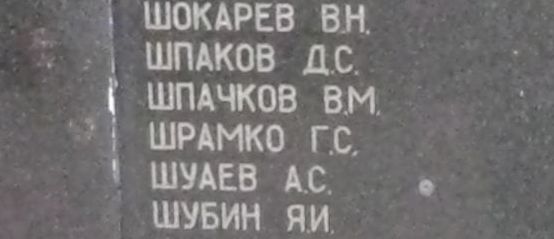 ШОКАРЕВ В.Н.
ШПАКОВ Д.С.
ШПАЧКОВ В.М.
ШРАМКО Г.С.
ШУАЕВ А.С.
ШУБИН Я.И.